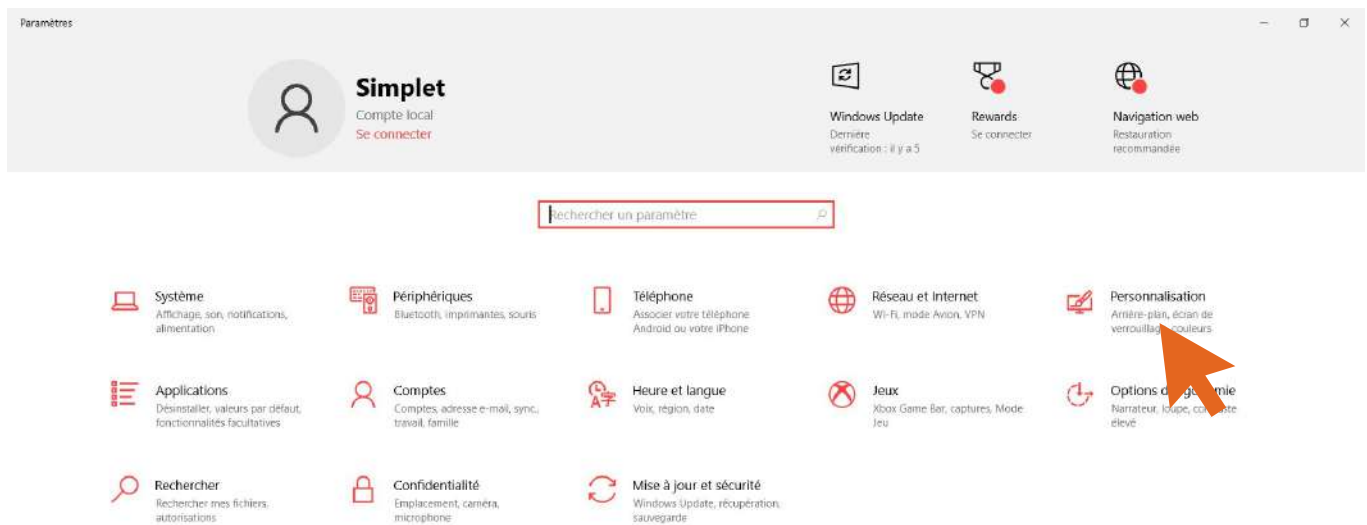 Paramètres
Simplet
Compte local
Se connecter
Windows Update
Dernière
vérification : il y a 5
Rewards
Se connecter
Navigation web
Restauration
recommandée
Rechercher un paramètre
Système
Affichage, son, notifications,
alimentation
Périphériques
Bluetooth, imprimantes, souris
Téléphone
Associer votre téléphone
Android ou votre iPhone
Réseau et Internet
Wi-Fi, mode Avion, VPN
Personnalisation
Arrière-plan, écran de
couleurs
Applications
Désinstaller, valeurs par défaut,
fonctionnalités facultatives
Comptes
Comptes, adresse e-mail, sync.,
travail, famille
Heure et langue
Voix, région, date
Jeux
Xbox Game Bar, captures, Mode
Jeu
Options
Narrateur, loupe,
élevé
Rechercher
Rechercher mes fichiers,
autorisations
Confidentialité
Emplacement, caméra,
microphone
Mise à jour et sécurité
Windows Update, récupération,
sauvegarde